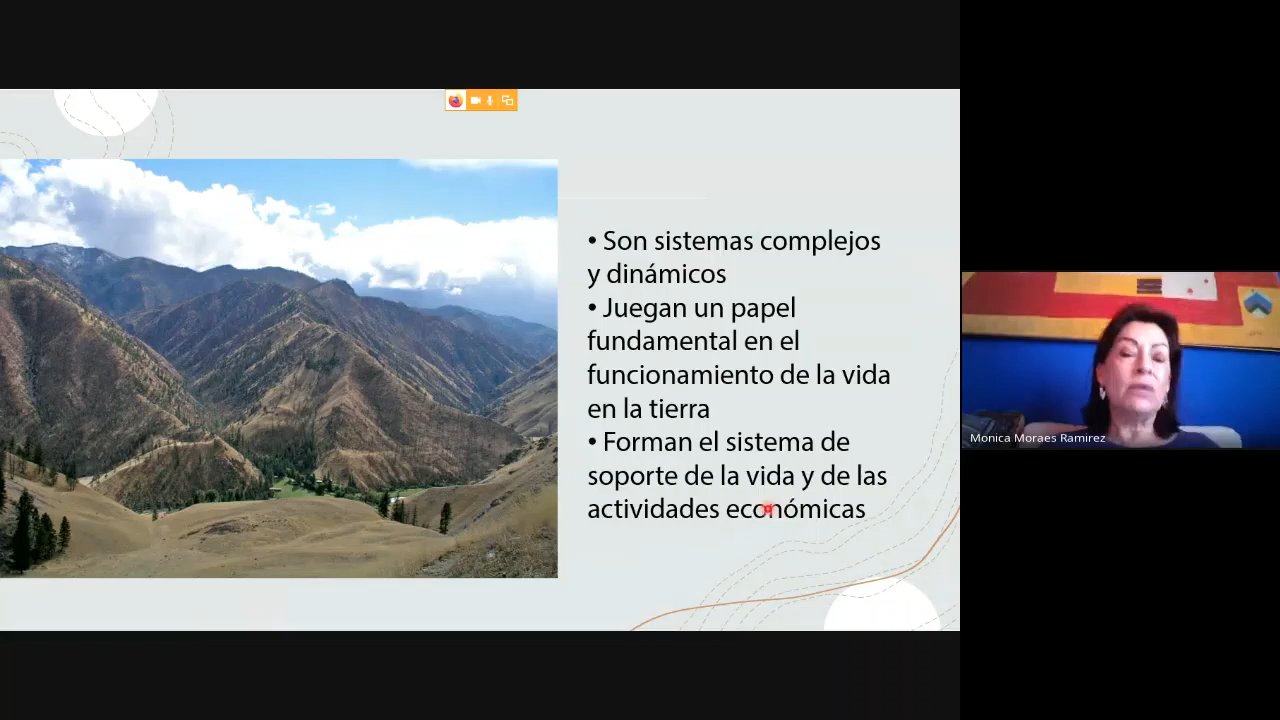 • Son sistemas complejos
y dinámicos
• Juegan un papel
fundamental en el
funcionamiento de la vida
en la tierra
• Forman el sistema de
soporte de la vida y de las
actividades económicas
Monica Moraes Ramirez